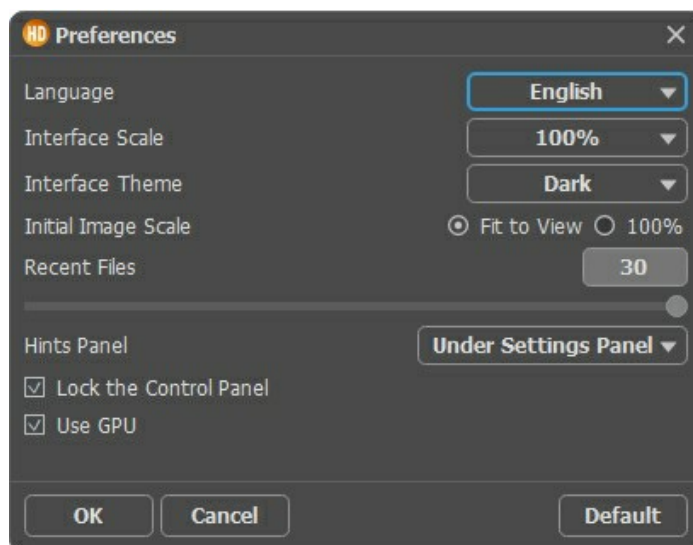 HD Preferences
Language English
Interface Scale 100%
Interface Theme Dark
Initial Image Scale Fit to View 100%
Recent Files 30
Hints Panel Under Settings Panel
Lock the Control Panel
Use GPU
OK Cancel Default